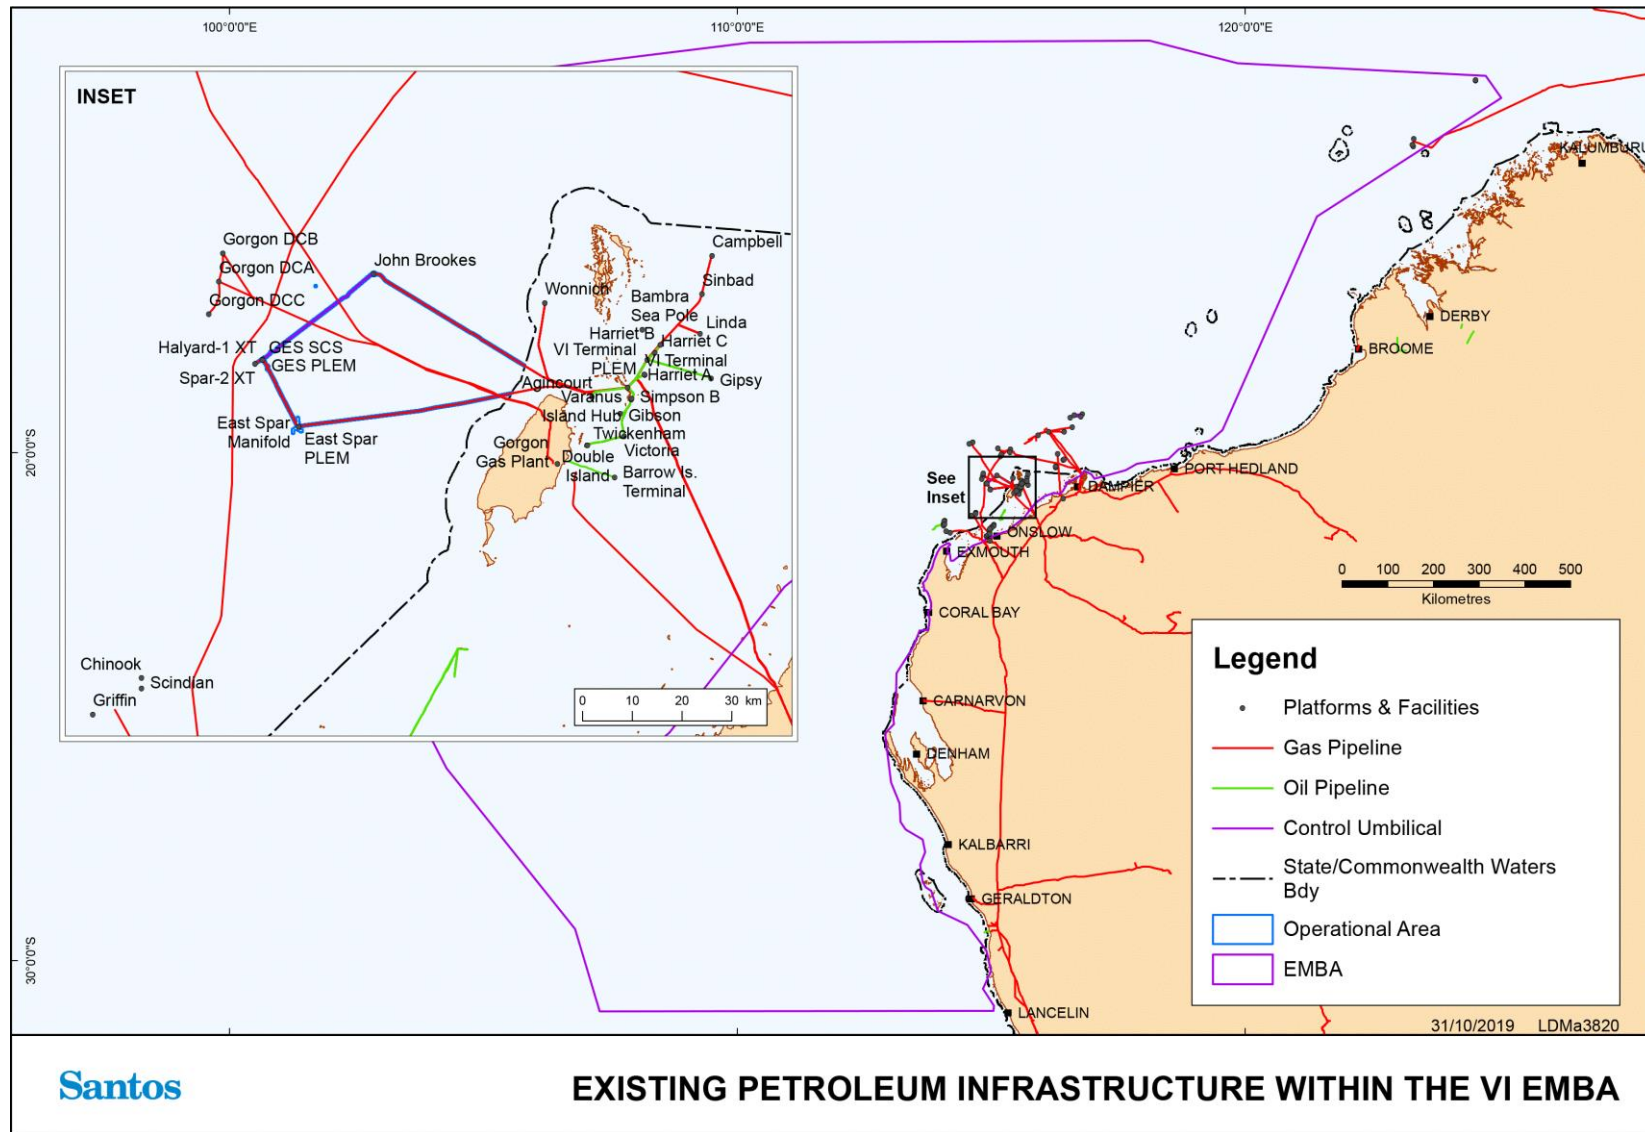 100°0'0"E
110°0'0"E
120°0'0"E
INSET
Gorgon DCB
Gorgon DCA
Gorgon DCC
John Brookes
Halyard-1 XT
GES SCS
GES PLEM
Spar-2 XT
East Spar
Manifold
East Spar
PLEM
Campbell
Sinbad
Wonnich
Bambra
Sea Pole
Linda
Harriet B
Harriet C
VI Terminal
PLEM
VI Terminal
Harriet A
Gipsy
Agincourt
Varanus
Island Hub
Simpson B
Gibson
Twickenham
Victoria
Gorgon
Gas Plant
Double
Island
Barrow Is.
Terminal
Chinook
Scindian
Griffin
0 10 20 30 km
20°0'0"S
30°0'0"S
KALUMBURU
DERBY
BROOME
PORT HEDLAND
See
Inset
DAMPIER
ONSLOW
EXMOUTH
CORAL BAY
CARNARVON
DENHAM
KALBARRI
GERALDTON
LANCELIN
0 100 200 300 400 500
Kilometres
Legend
Platforms & Facilities
Gas Pipeline
Oil Pipeline
Control Umbilical
State/Commonwealth Waters
Bdy
Operational Area
EMBA
31/10/2019 LDMa3820
Santos
EXISTING PETROLEUM INFRASTRUCTURE WITHIN THE VI EMBA